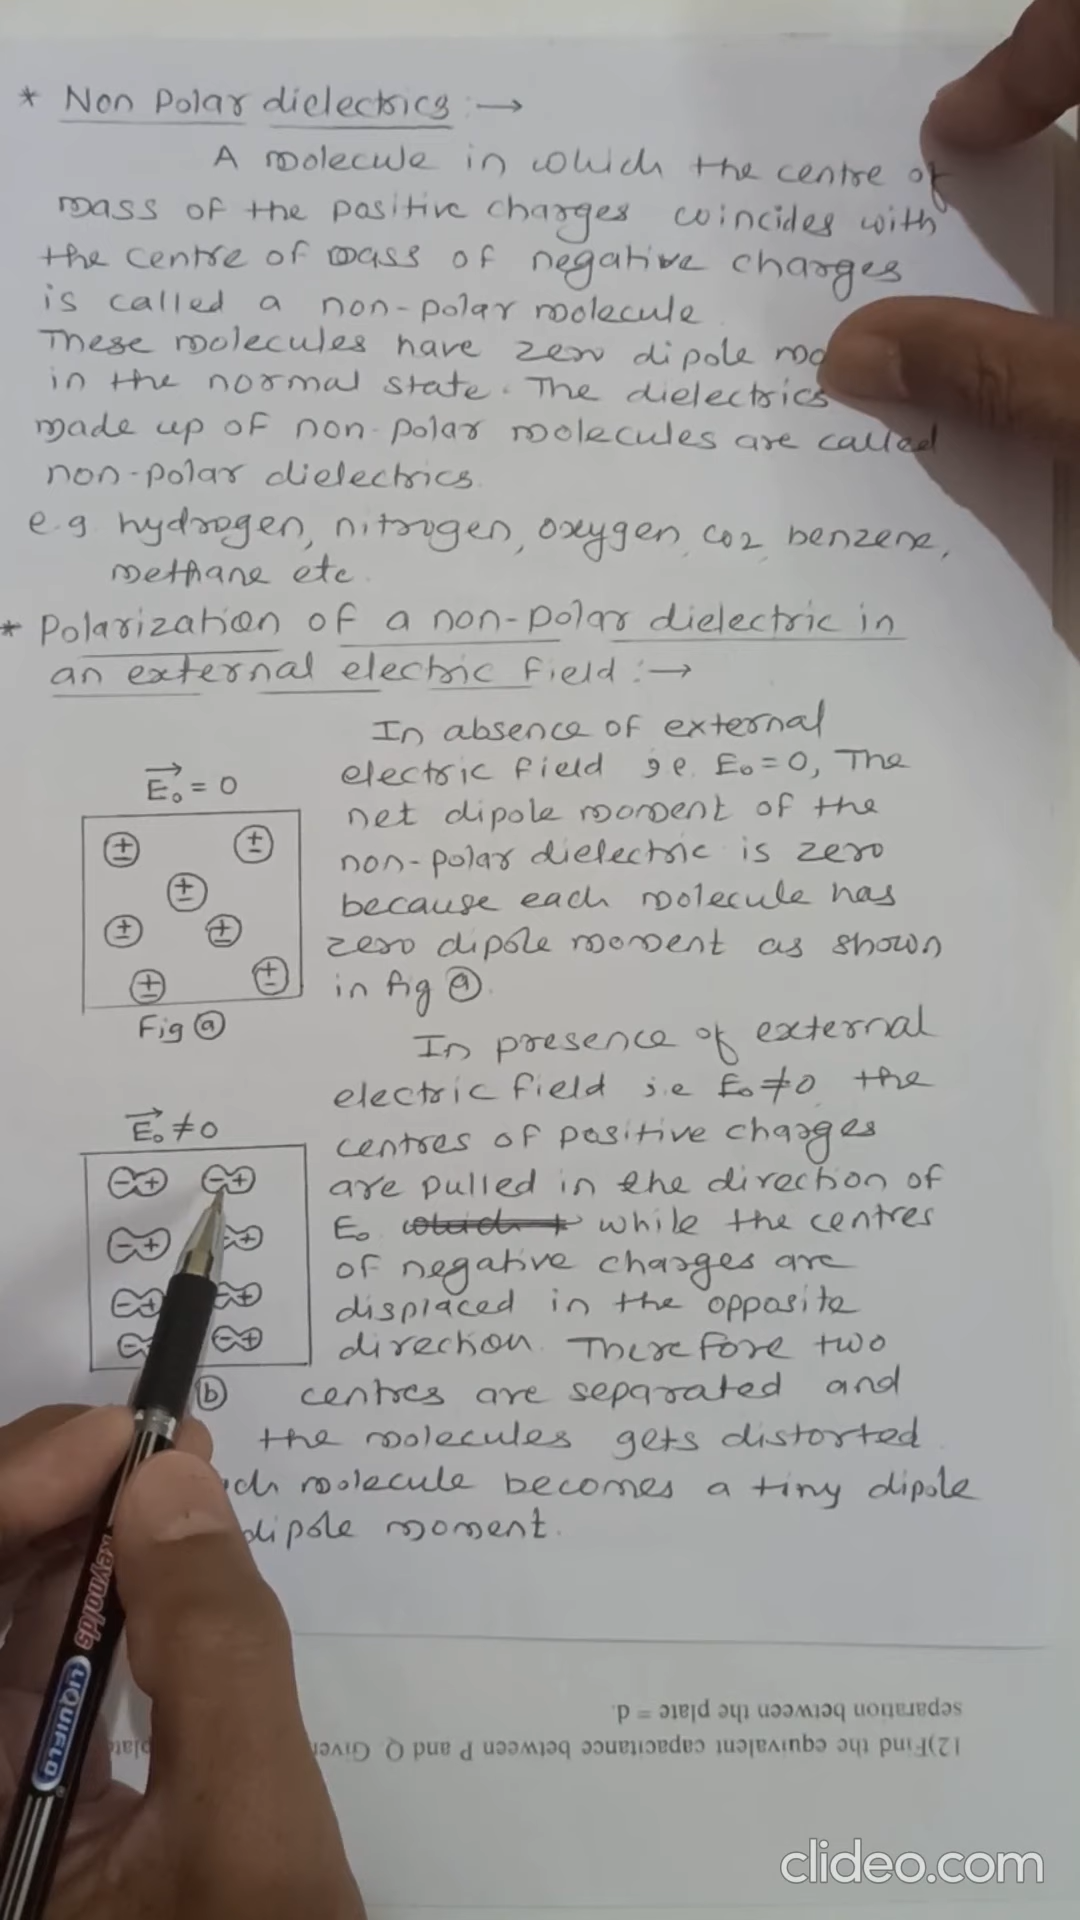 * Non Polar dielectrics :→
A molecule in which the centre of
mass of the positive charges coincides with
the centre of mass of negative charges
is called a non-polar molecule.
These molecules have zero dipole mo
in the normal state. The dielectrics
made up of non-polar molecules are called
non-polar dielectrics.
e.g hydrogen, nitrogen, oxygen, CO2, benzene,
methane etc.
* Polarization of a non-polar dielectric in
an external electric field :→
In absence of external
electric field i.e. E₀ = 0, The
net dipole moment of the
non-polar dielectric is zero
because each molecule has
zero dipole moment as shown
in fig ⓐ.
E₀ = 0
± ±
±
± ±
± ±
Fig ⓐ
In presence of external
electric field i.e E₀ ≠ 0, the
centres of positive charges
are pulled in the direction of
E₀ while the centres
of negative charges are
displaced in the opposite
direction. Therefore two
centres are separated and
the molecules gets distorted.
molecule becomes a tiny dipole
dipole moment.
E₀ ≠ 0
-+ -+
-+ -+
-+ -+
- -+
ⓑ
Reynolds
LIQUIFLO
12)Find the equivalent capacitance between P and Q. Given
separation between the plate = d.
clideo.com